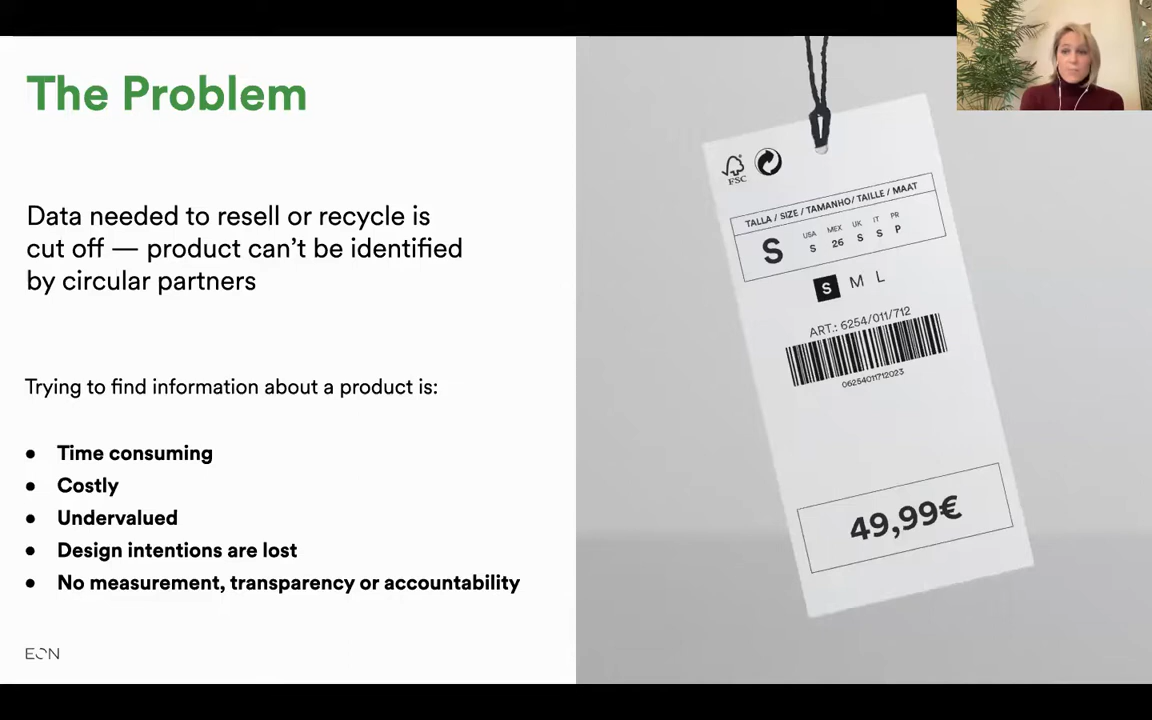 The Problem
Data needed to resell or recycle is
cut off — product can't be identified
by circular partners
Trying to find information about a product is:
● Time consuming
● Costly
● Undervalued
● Design intentions are lost
● No measurement, transparency or accountability
EON
FSC
TALLA / SIZE / TAMANHO/ TAILLE / MAAT
S
USA MEX UK IT PR
S 26 S S P
S M L
ART.: 6254/011/712
06254011712023
49,99€